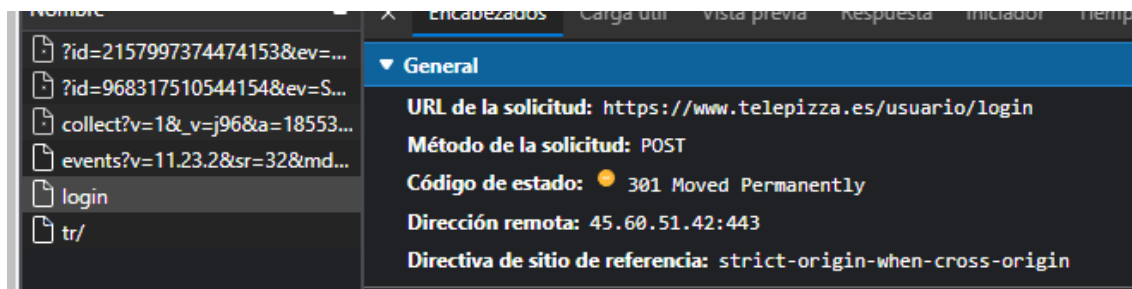 Nombre
Encabezados Carga útil Vista previa Respuesta Iniciador Tiemp
?id=2157997374474153&ev=...
?id=968317510544154&ev=S...
collect?v=1&_v=j96&a=18553...
events?v=11.23.2&sr=32&md...
login
tr/
General
URL de la solicitud: https://www.telepizza.es/usuario/login
Método de la solicitud: POST
Código de estado: 301 Moved Permanently
Dirección remota: 45.60.51.42:443
Directiva de sitio de referencia: strict-origin-when-cross-origin